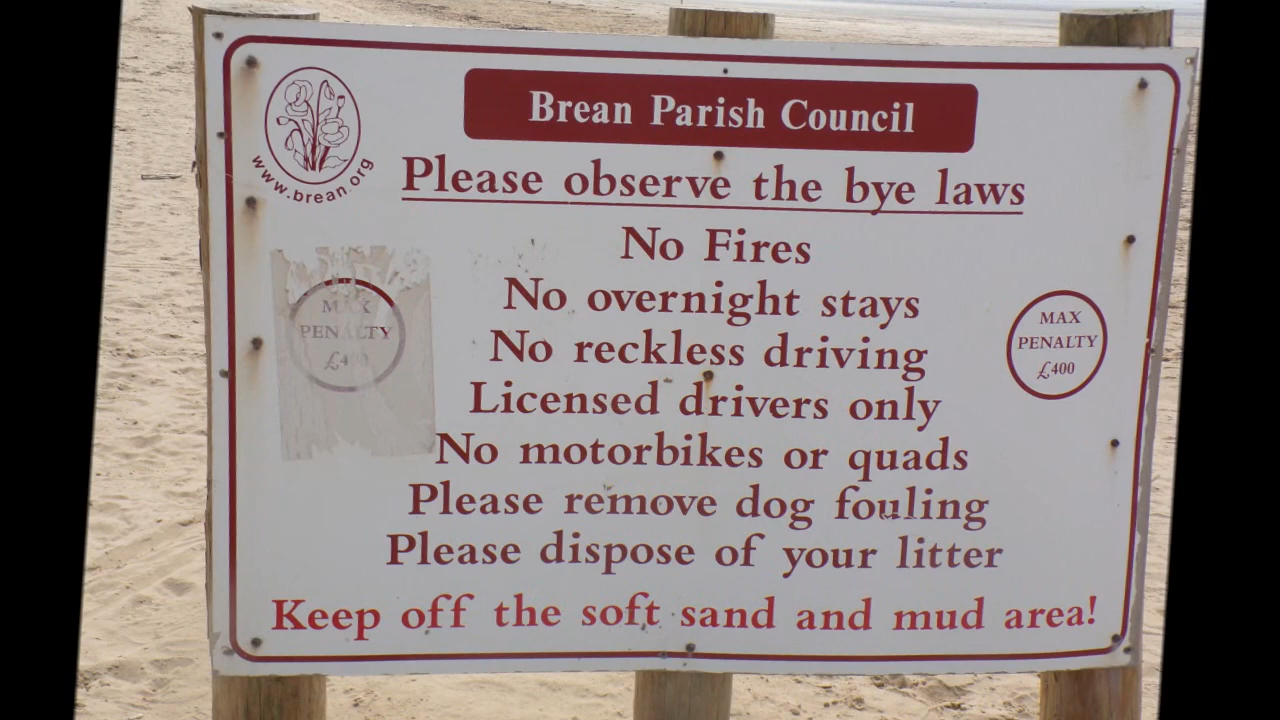 Brean Parish Council
www.brean.org
Please observe the bye laws
No Fires
No overnight stays
No reckless driving
Licensed drivers only
No motorbikes or quads
Please remove dog fouling
Please dispose of your litter
Keep off the soft sand and mud area!
MAX
PENALTY
£400
MAX
PENALTY
£400